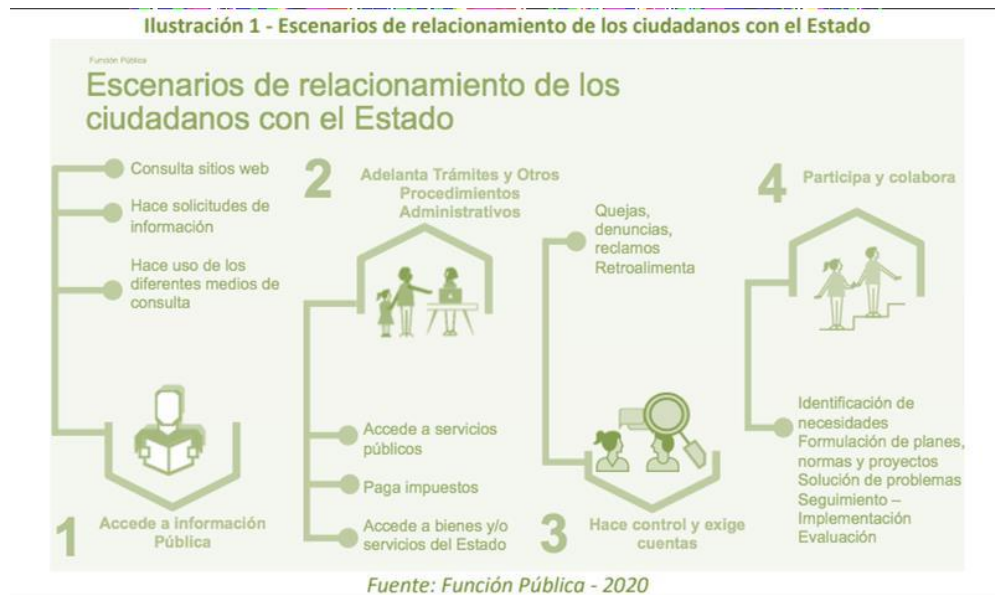 Ilustración 1 - Escenarios de relacionamiento de los ciudadanos con el Estado
Función Pública
Escenarios de relacionamiento de los
ciudadanos con el Estado
Consulta sitios web
Hace solicitudes de
información
Hace uso de los
diferentes medios de
consulta
1
Accede a información
Pública
2
Adelanta Trámites y Otros
Procedimientos
Administrativos
Accede a servicios
públicos
Paga impuestos
Accede a bienes y/o
servicios del Estado
Quejas,
denuncias,
reclamos
Retroalimenta
3
Hace control y exige
cuentas
4
Participa y colabora
Identificación de
necesidades
Formulación de planes,
normas y proyectos
Solución de problemas
Seguimiento –
Implementación
Evaluación
Fuente: Función Pública - 2020